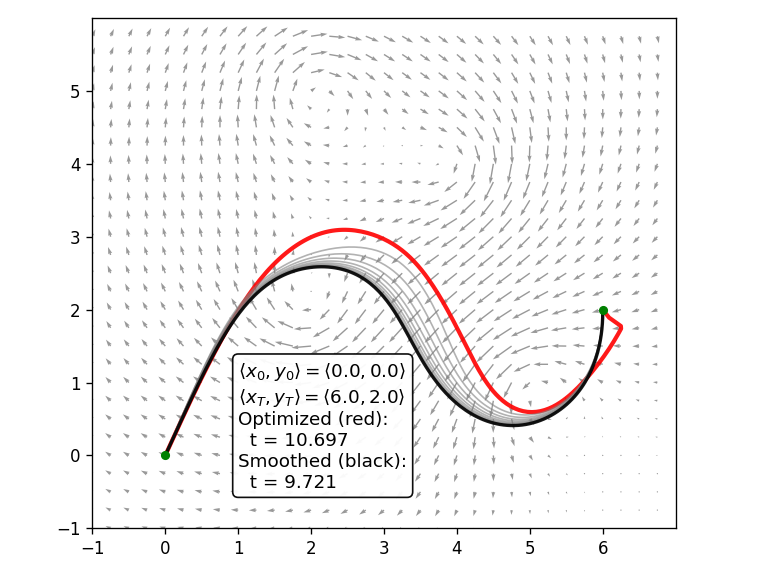 5
4
3
2
1
0
−1
−1
0
1
2
3
4
5
6
⟨x₀, y₀⟩ = ⟨0.0, 0.0⟩
⟨x_T, y_T⟩ = ⟨6.0, 2.0⟩
Optimized (red):
t = 10.697
Smoothed (black):
t = 9.721